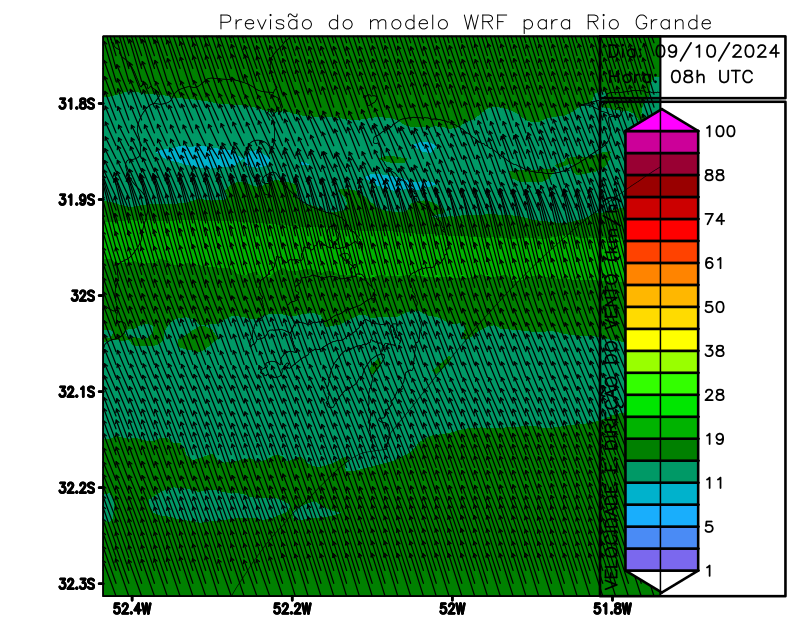 Previsão do modelo WRF para Rio Grande
Dia: 09/10/2024
Hora: 08h UTC
31.8S
31.9S
32S
32.1S
32.2S
32.3S
52.4W
52.2W
52W
51.8W
100
88
74
61
50
38
28
19
11
5
1
VELOCIDADE E DIREÇÃO DO VENTO (km/h)